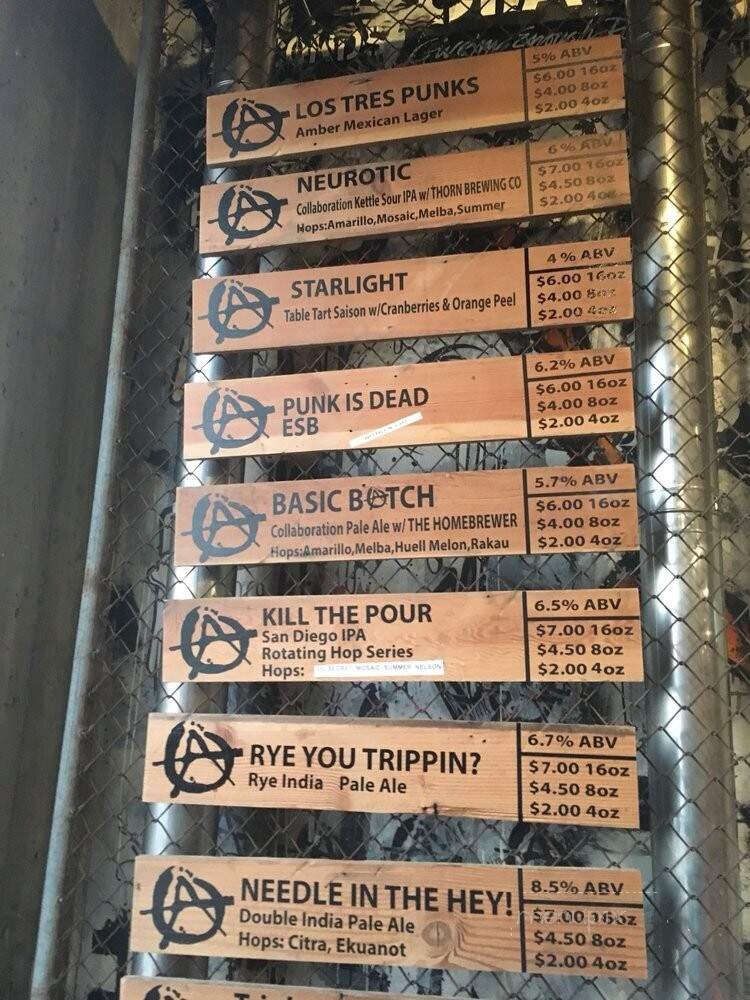 LOS TRES PUNKS
Amber Mexican Lager
5% ABV
$6.00 16oz
$4.00 8oz
$2.00 4oz
NEUROTIC
Collaboration Kettle Sour IPA w/ THORN BREWING CO
Hops:Amarillo,Mosaic,Melba,Summer
6% ABV
$7.00 16oz
$4.50 8oz
$2.00 4oz
STARLIGHT
Table Tart Saison w/Cranberries & Orange Peel
4% ABV
$6.00 16oz
$4.00 8oz
$2.00 4oz
PUNK IS DEAD
ESB
6.2% ABV
$6.00 16oz
$4.00 8oz
$2.00 4oz
BASIC BATCH
Collaboration Pale Ale w/ THE HOMEBREWER
Hops:Amarillo,Melba,Huell Melon,Rakau
5.7% ABV
$6.00 16oz
$4.00 8oz
$2.00 4oz
KILL THE POUR
San Diego IPA
Rotating Hop Series
Hops: MOSAIC SUMMER NELSON
6.5% ABV
$7.00 16oz
$4.50 8oz
$2.00 4oz
RYE YOU TRIPPIN?
Rye India Pale Ale
6.7% ABV
$7.00 16oz
$4.50 8oz
$2.00 4oz
NEEDLE IN THE HEY!
Double India Pale Ale
Hops: Citra, Ekuanot
8.5% ABV
$7.00 16oz
$4.50 8oz
$2.00 4oz